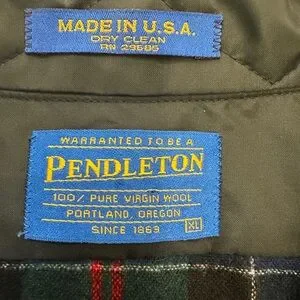 MADE IN U.S.A.
DRY CLEAN
RN 29685
WARRANTED TO BE A
PENDLETON
100/ PURE VIRGIN WOOL
PORTLAND, OREGON
SINCE 1863 XL